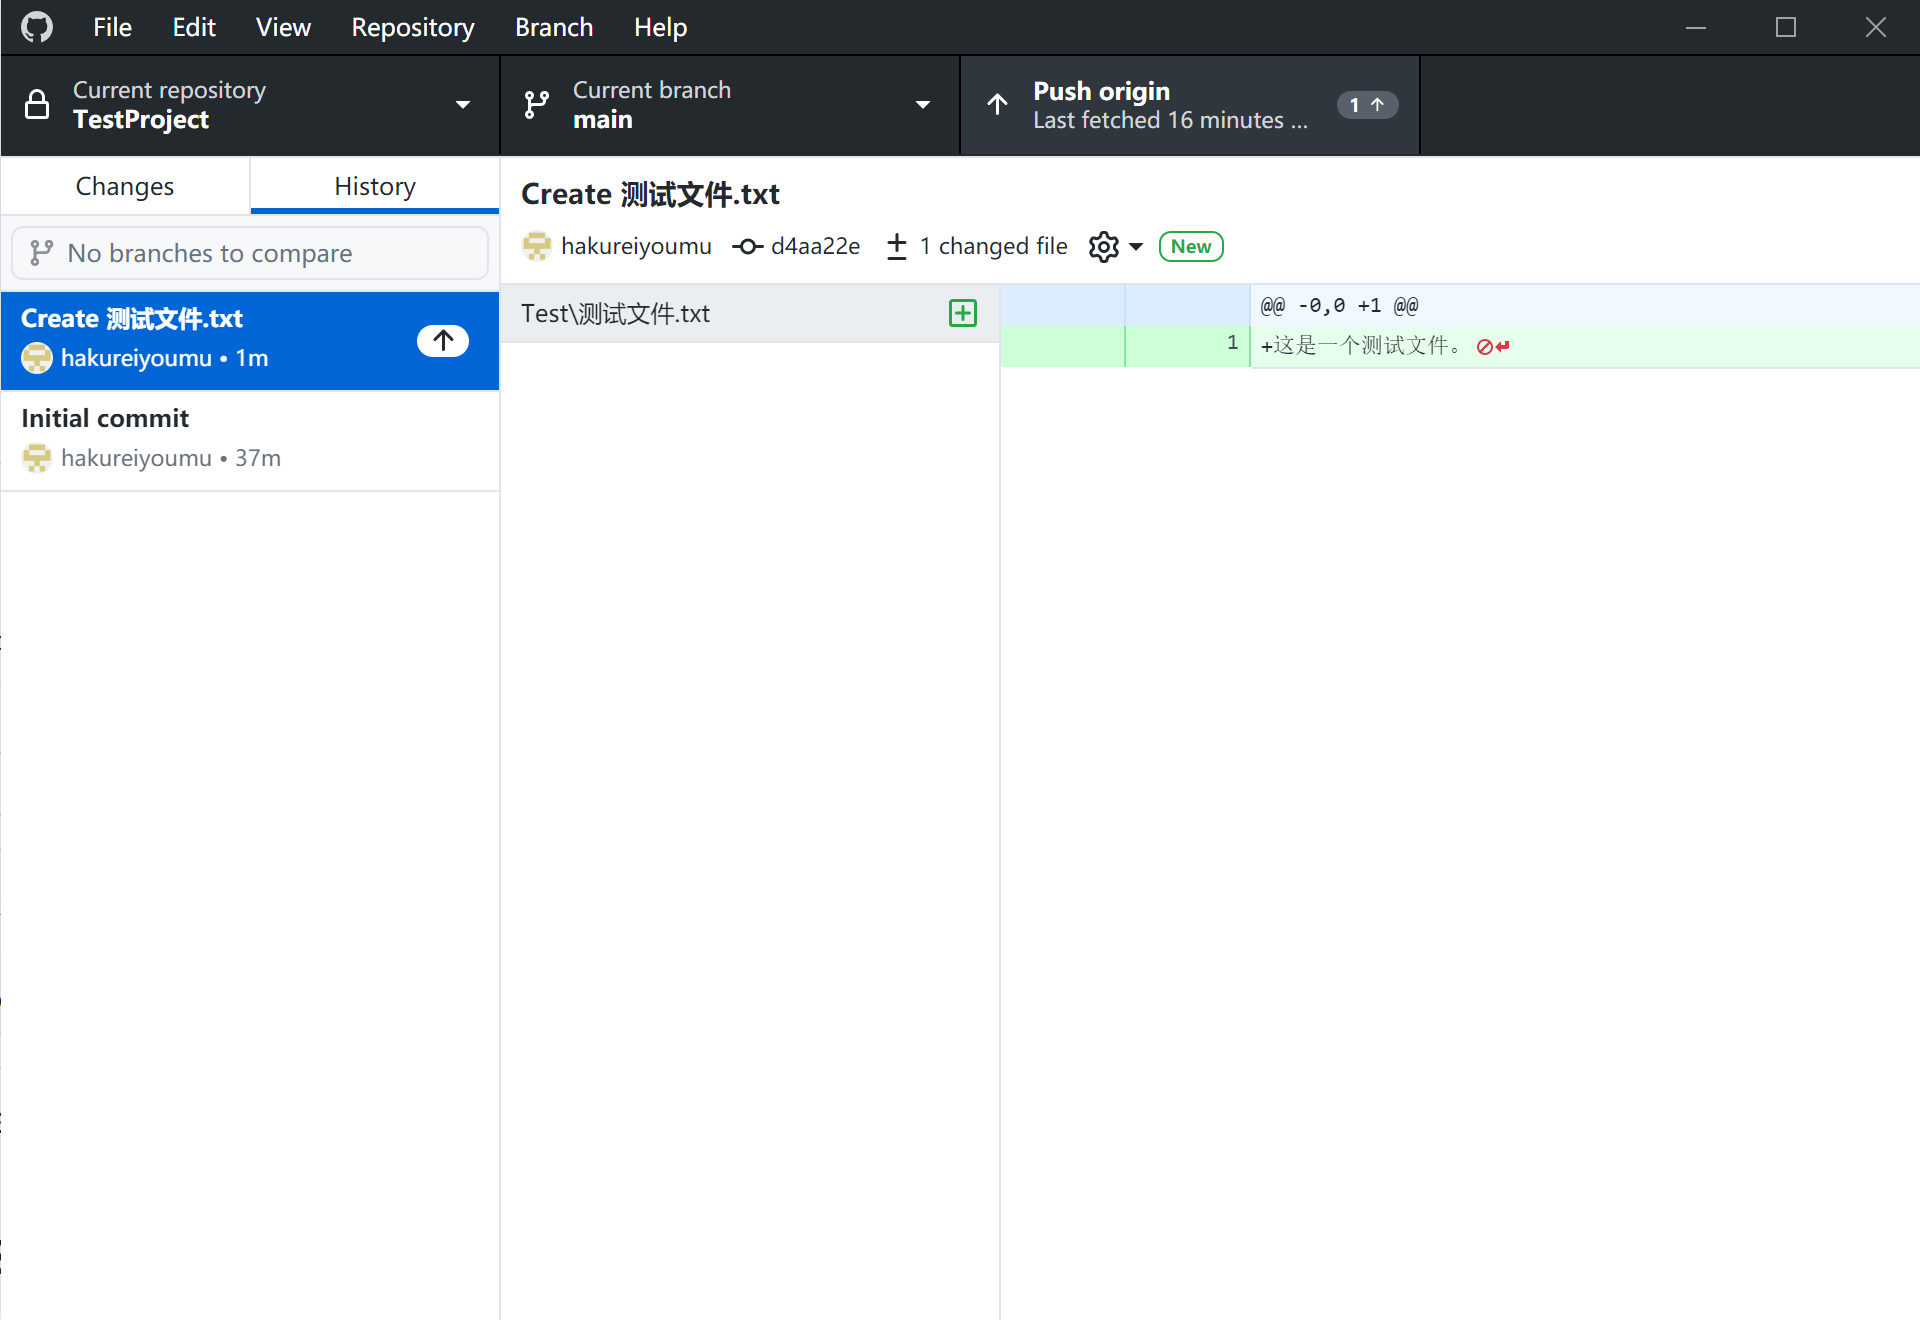 File Edit View Repository Branch Help
Current repository
TestProject
Current branch
main
Push origin
Last fetched 16 minutes ...
1
Changes
History
No branches to compare
Create 测试文件.txt
hakureiyoumu • 1m
Initial commit
hakureiyoumu • 37m
Create 测试文件.txt
hakureiyoumu d4aa22e 1 changed file New
Test\测试文件.txt
@@ -0,0 +1 @@
1 +这是一个测试文件。